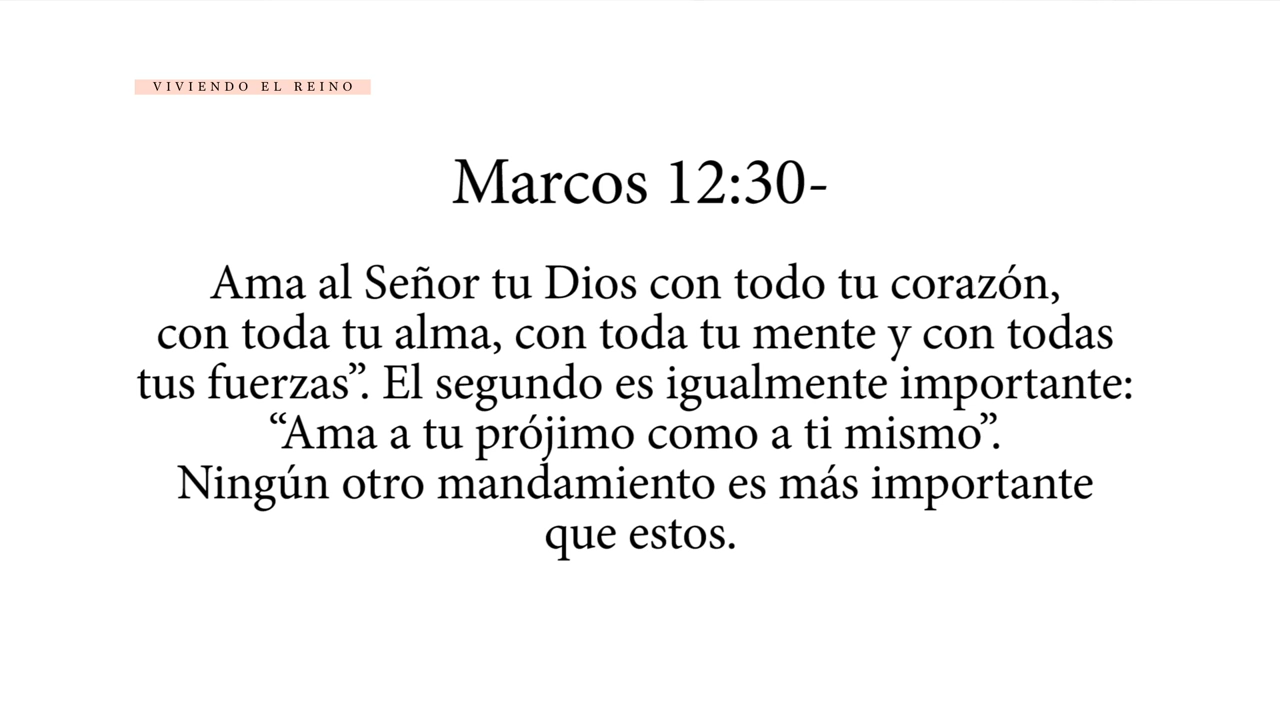 VIVIENDO EL REINO
Marcos 12:30-
Ama al Señor tu Dios con todo tu corazón,
con toda tu alma, con toda tu mente y con todas
tus fuerzas”. El segundo es igualmente importante:
“Ama a tu prójimo como a ti mismo”.
Ningún otro mandamiento es más importante
que estos.